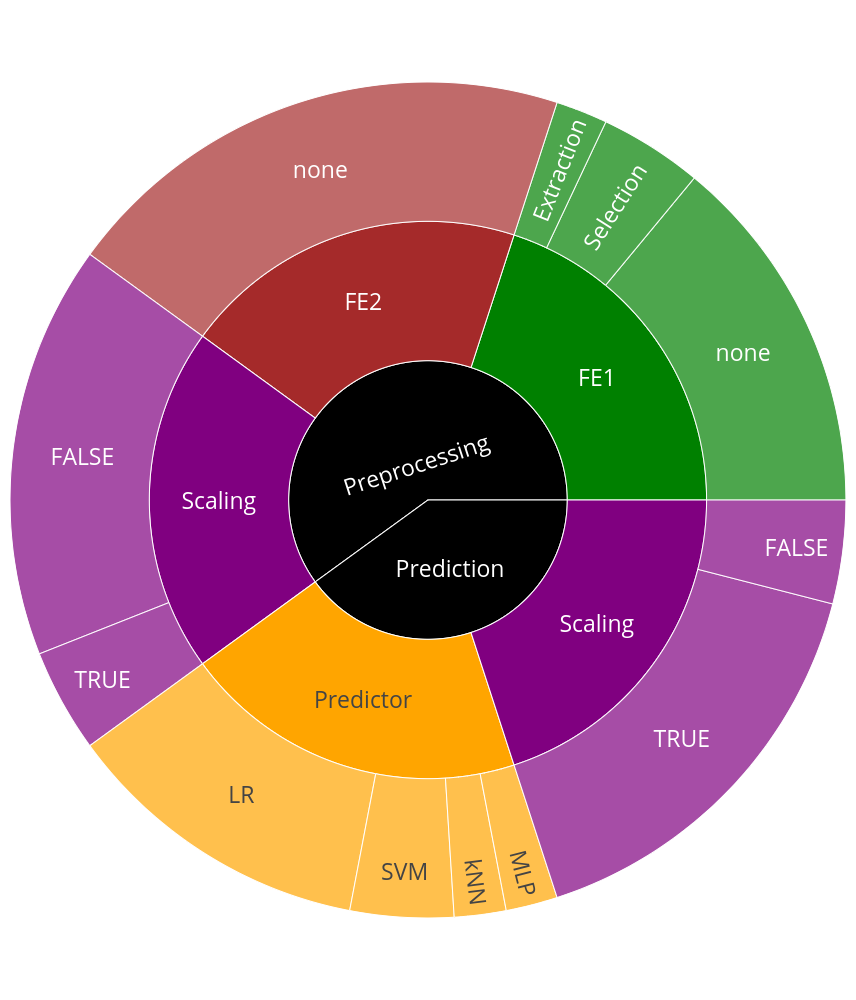 none
Extraction
Selection
FE2
FE1
none
FALSE
Preprocessing
Scaling
Prediction
FALSE
Scaling
TRUE
Predictor
TRUE
LR
SVM
kNN
MLP